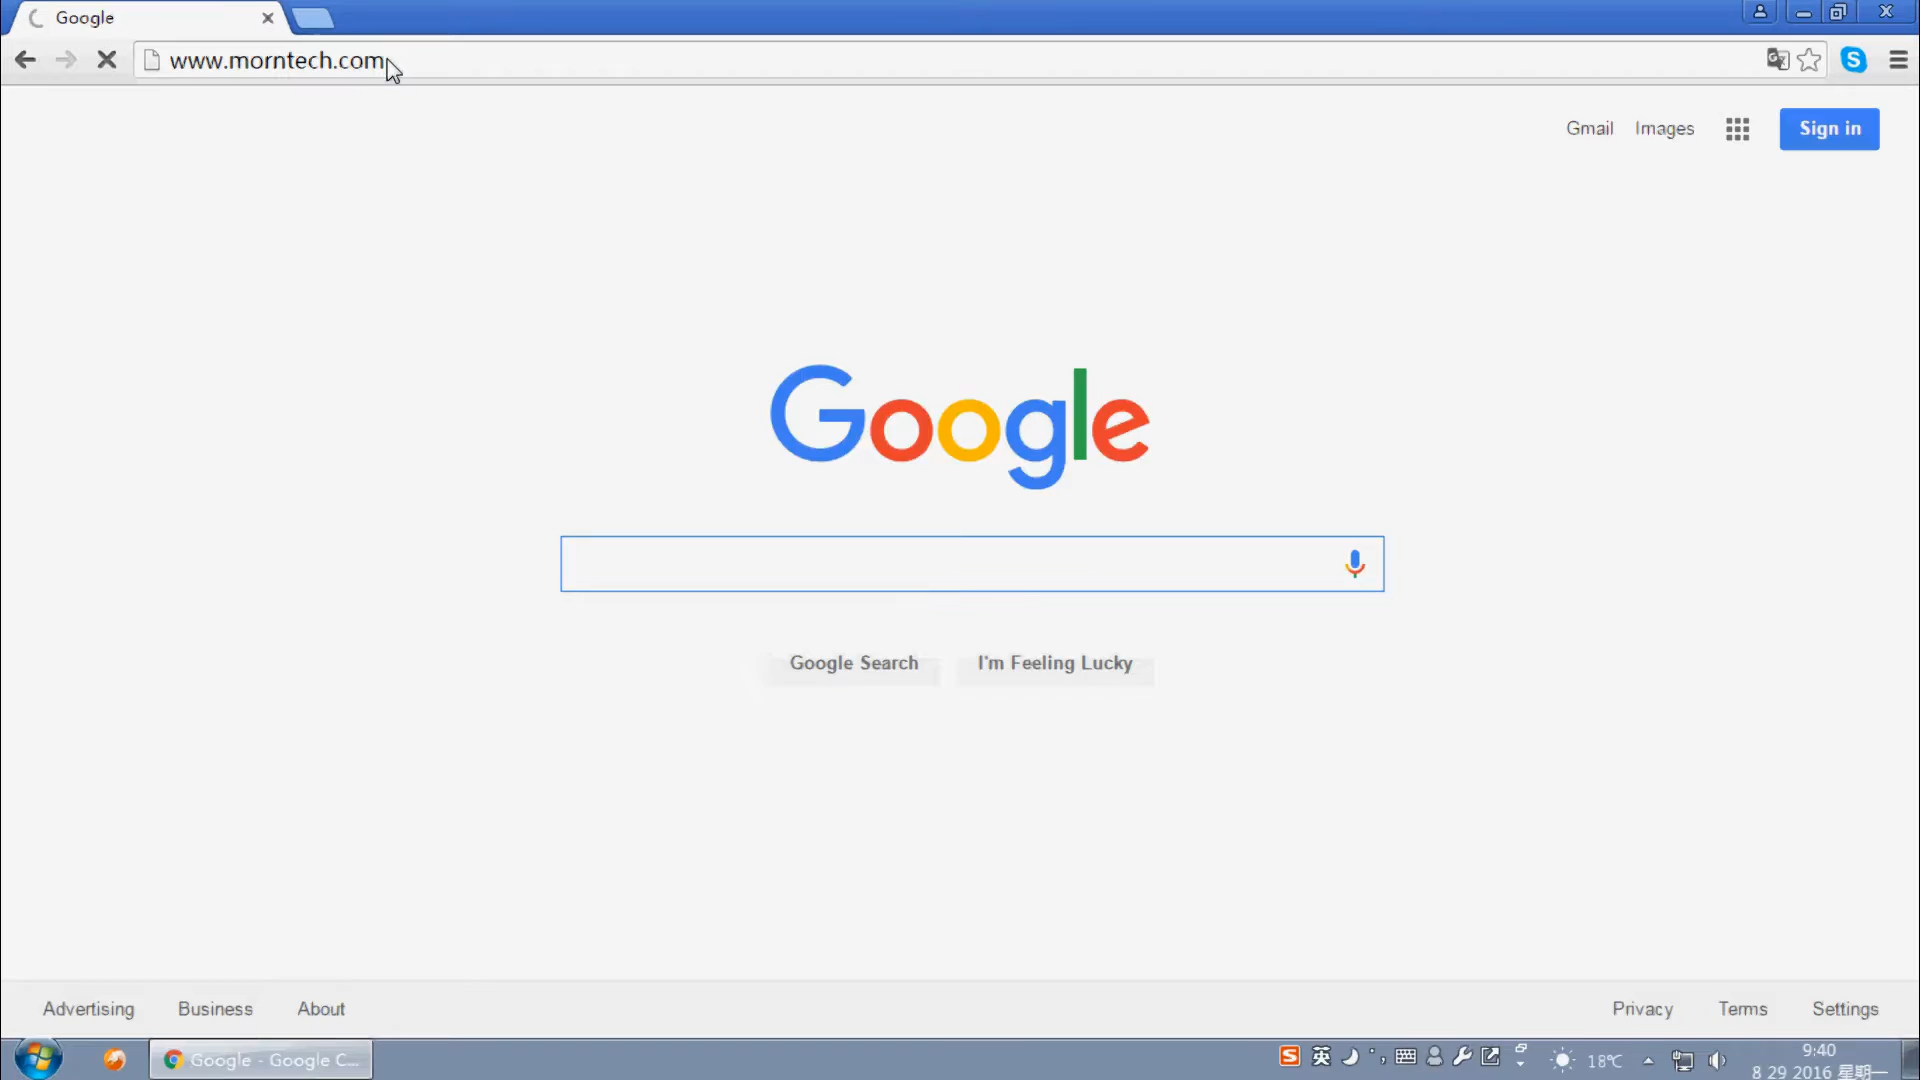 Google
www.morntech.com
S
Gmail Images Sign in
Google
Google Search I'm Feeling Lucky
Advertising Business About Privacy Terms Settings
Google - Google C...
S 英 18℃ 9:40
8 29 2016 星期一